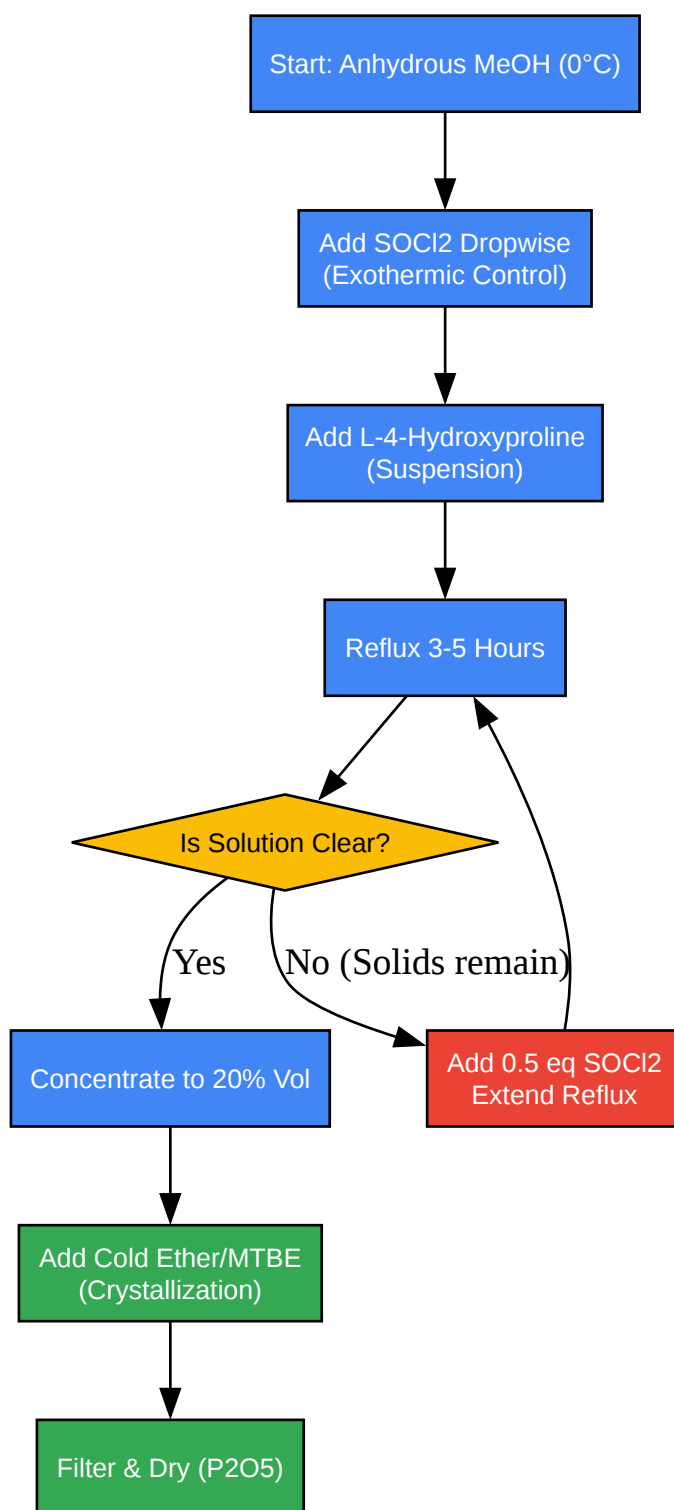 Start: Anhydrous MeOH (0°C)
Add SOCl2 Dropwise
(Exothermic Control)
Add L-4-Hydroxyproline
(Suspension)
Reflux 3-5 Hours
Is Solution Clear?
Yes
No (Solids remain)
Concentrate to 20% Vol
Add 0.5 eq SOCl2
Extend Reflux
Add Cold Ether/MTBE
(Crystallization)
Filter & Dry (P2O5)